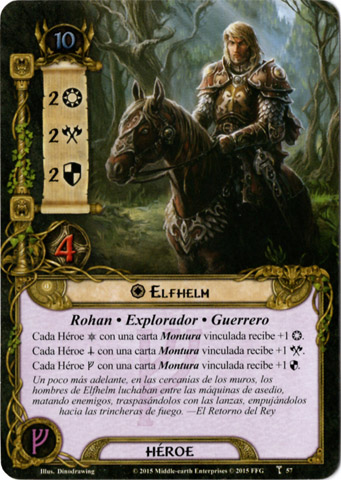 10
2
2
2
4
Elfhelm
Rohan • Explorador • Guerrero
Cada Héroe con una carta Montura vinculada recibe +1
Cada Héroe con una carta Montura vinculada recibe +1
Cada Héroe con una carta Montura vinculada recibe +1
Un poco más adelante, en las cercanías de los muros, los
hombres de Elfhelm luchaban entre las máquinas de asedio,
matando enemigos, traspasándolos con las lanzas, empujándolos
hacia las trincheras de fuego. —El Retorno del Rey
HÉROE
Illus. Dinsdrawing
© 2015 Middle-earth Enterprises © 2015 FFG
57